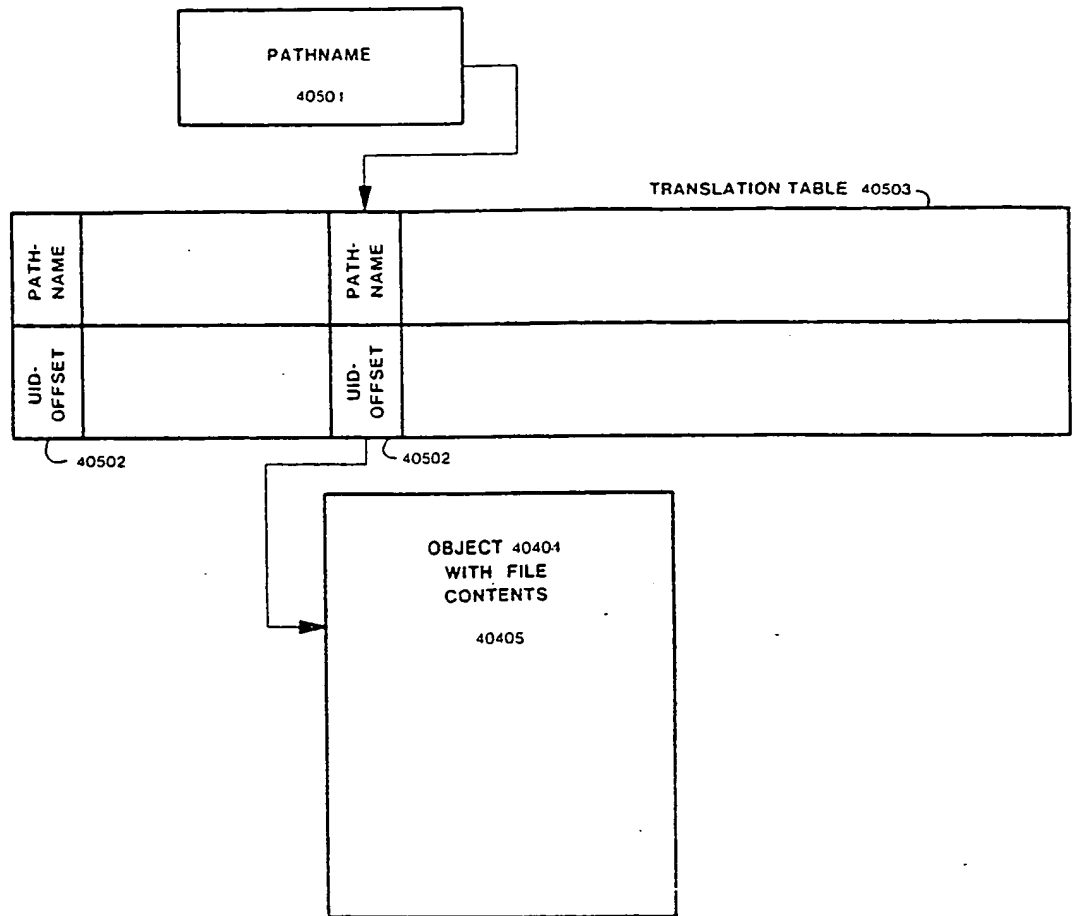 PATHNAME
40501
TRANSLATION TABLE 40503
PATH-
NAME
PATH-
NAME
UID-
OFFSET
UID-
OFFSET
40502
40502
OBJECT 40404
WITH FILE
CONTENTS
40405